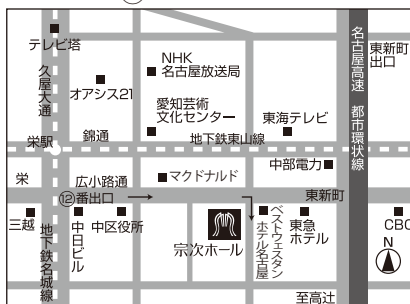 テレビ塔
久屋大通
NHK
名古屋放送局
オアシス21
愛知芸術
文化センター
東海テレビ
名古屋高速 都市環状線
東新町
出口
栄駅
錦通
地下鉄東山線
中部電力
栄
広小路通
マクドナルド
東新町
⑫番出口
三越
地下鉄名城線
中日ビル
中区役所
宗次ホール
ベストウェスタン
ホテル名古屋
東急
ホテル
CBC
N
至高辻